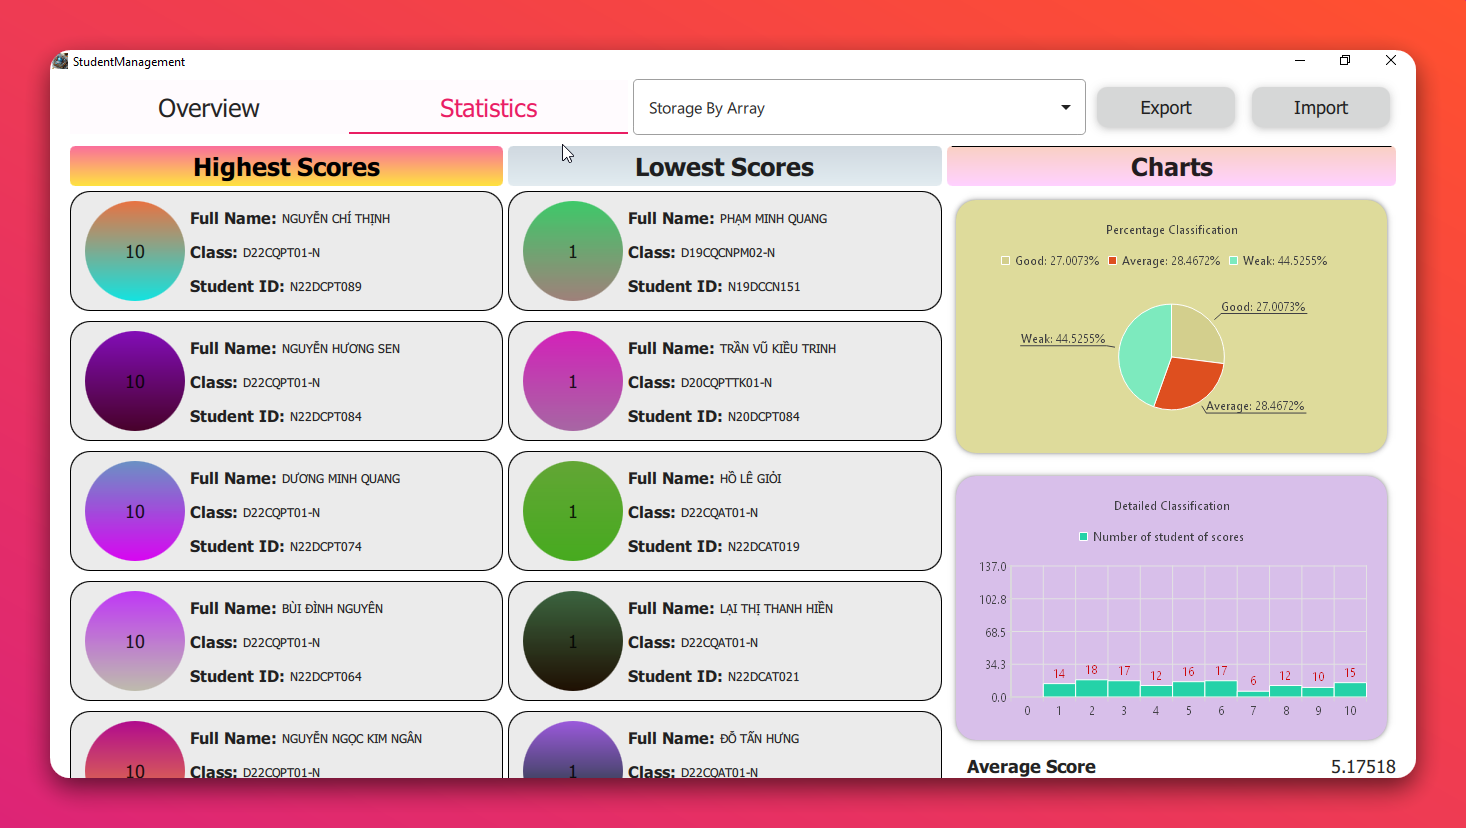 StudentManagement
Overview
Statistics
Storage By Array
Export
Import
Highest Scores
10
Full Name: NGUYỄN CHÍ THỊNH
Class: D22CQPT01-N
Student ID: N22DCPT089
10
Full Name: NGUYỄN HƯƠNG SEN
Class: D22CQPT01-N
Student ID: N22DCPT084
10
Full Name: DƯƠNG MINH QUANG
Class: D22CQPT01-N
Student ID: N22DCPT074
10
Full Name: BÙI ĐÌNH NGUYÊN
Class: D22CQPT01-N
Student ID: N22DCPT064
10
Full Name: NGUYỄN NGỌC KIM NGÂN
Class: D22CQPT01-N
Lowest Scores
1
Full Name: PHẠM MINH QUANG
Class: D19CQCNPM02-N
Student ID: N19DCCN151
1
Full Name: TRẦN VŨ KIỀU TRINH
Class: D20CQPTTK01-N
Student ID: N20DCPT084
1
Full Name: HỒ LÊ GIỎI
Class: D22CQAT01-N
Student ID: N22DCAT019
1
Full Name: LẠI THỊ THANH HIỀN
Class: D22CQAT01-N
Student ID: N22DCAT021
1
Full Name: ĐỖ TẤN HƯNG
Class: D22CQAT01-N
Charts
Percentage Classification
Good: 27.0073% Average: 28.4672% Weak: 44.5255%
Good: 27.0073%
Weak: 44.5255%
Average: 28.4672%
Detailed Classification
Number of student of scores
137.0
102.8
68.5
34.3
0.0
14 18 17 12 16 17 6 12 10 15
0 1 2 3 4 5 6 7 8 9 10
Average Score 5.17518